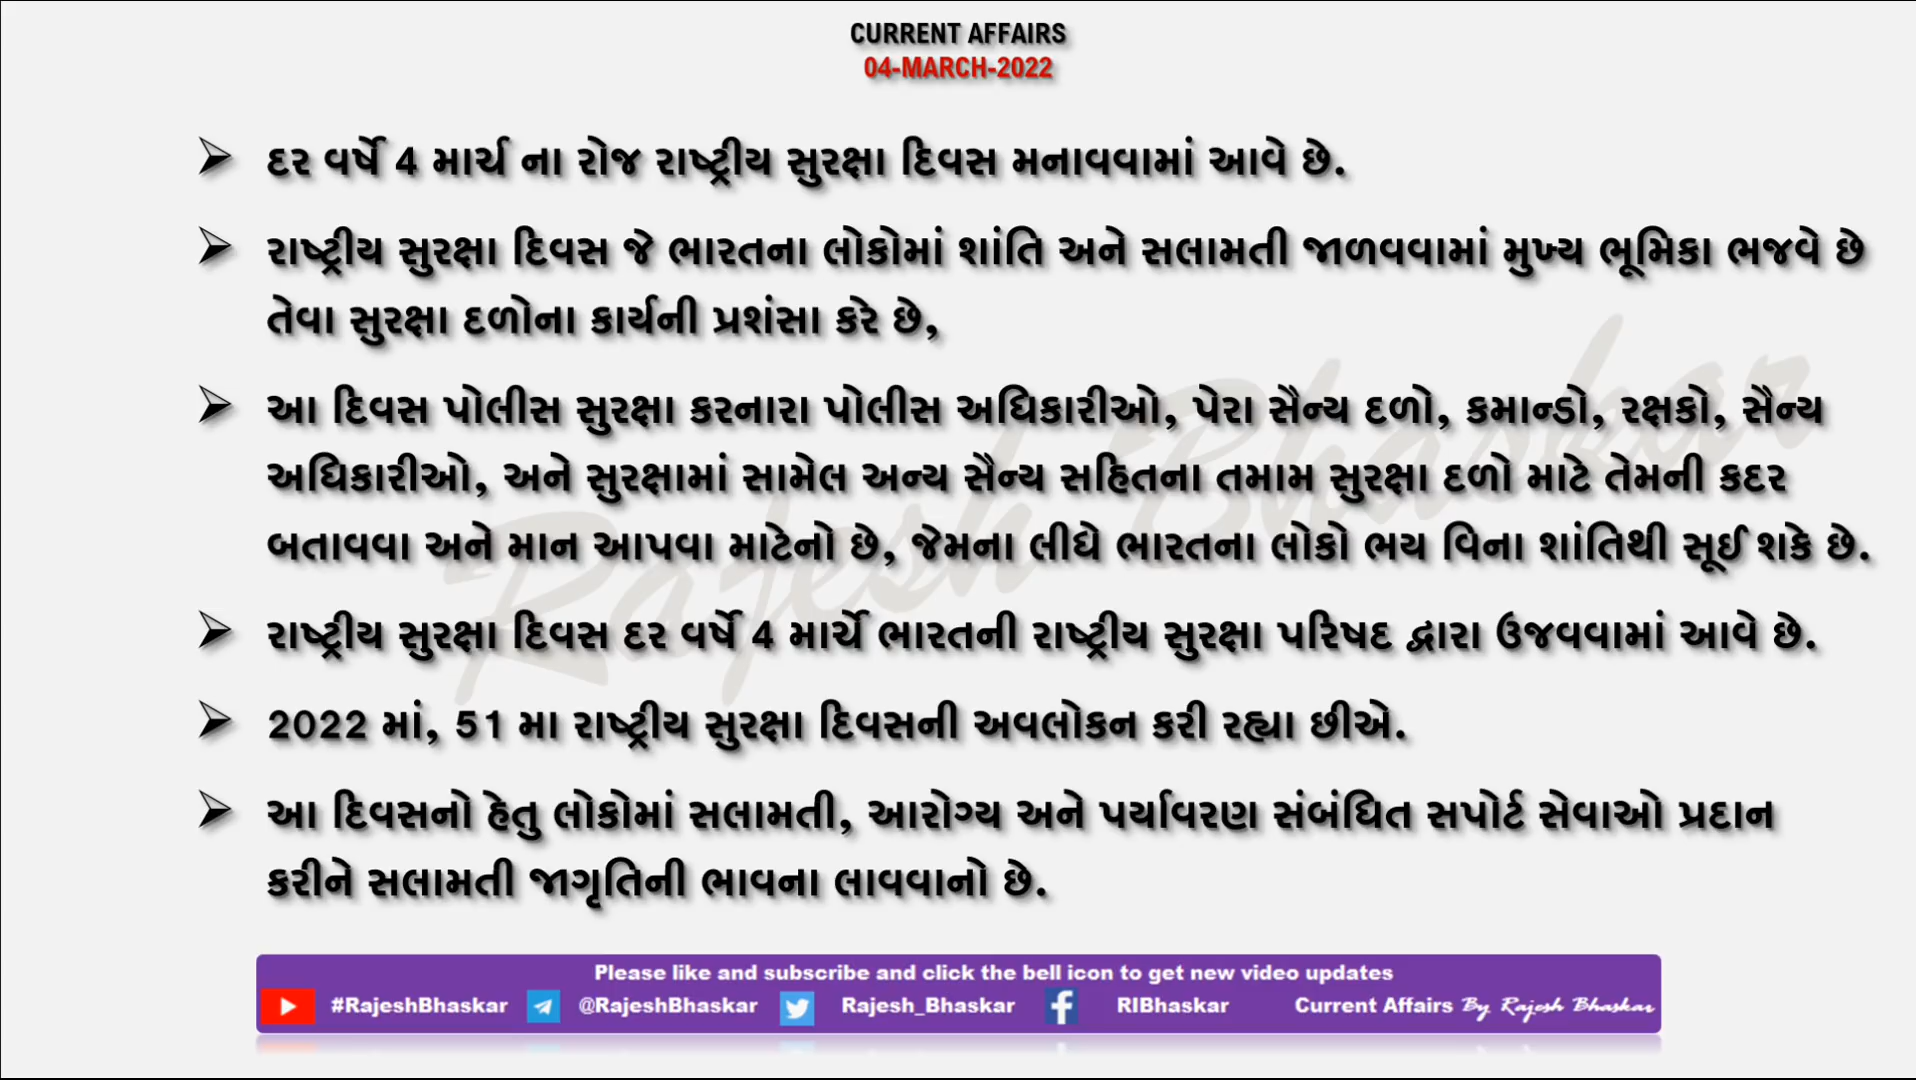 CURRENT AFFAIRS
04-MARCH-2022
દર વર્ષે 4 માર્ચ ના રોજ રાષ્ટ્રીય સુરક્ષા દિવસ મનાવવામાં આવે છે.
રાષ્ટ્રીય સુરક્ષા દિવસ જે ભારતના લોકોમાં શાંતિ અને સલામતી જાળવવામાં મુખ્ય ભૂમિકા ભજવે છે
તેવા સુરક્ષા દળોના કાર્યની પ્રશંસા કરે છે,
આ દિવસ પોલીસ સુરક્ષા કરનારા પોલીસ અધિકારીઓ, પેરા સૈન્ય દળો, કમાન્ડો, રક્ષકો, સૈન્ય
અધિકારીઓ, અને સુરક્ષામાં સામેલ અન્ય સૈન્ય સહિતના તમામ સુરક્ષા દળો માટે તેમની કદર
બતાવવા અને માન આપવા માટેનો છે, જેમના લીધે ભારતના લોકો ભય વિના શાંતિથી સૂઈ શકે છે.
રાષ્ટ્રીય સુરક્ષા દિવસ દર વર્ષે 4 માર્ચે ભારતની રાષ્ટ્રીય સુરક્ષા પરિષદ દ્વારા ઉજવવામાં આવે છે.
2022 માં, 51 મા રાષ્ટ્રીય સુરક્ષા દિવસની અવલોકન કરી રહ્યા છીએ.
આ દિવસનો હેતુ લોકોમાં સલામતી, આરોગ્ય અને પર્યાવરણ સંબંધિત સપોર્ટ સેવાઓ પ્રદાન
કરીને સલામતી જાગૃતિની ભાવના લાવવાનો છે.
Rajesh Bhaskar
Please like and subscribe and click the bell icon to get new video updates
#RajeshBhaskar @RajeshBhaskar Rajesh_Bhaskar RIBhaskar Current Affairs By Rajesh Bhaskar